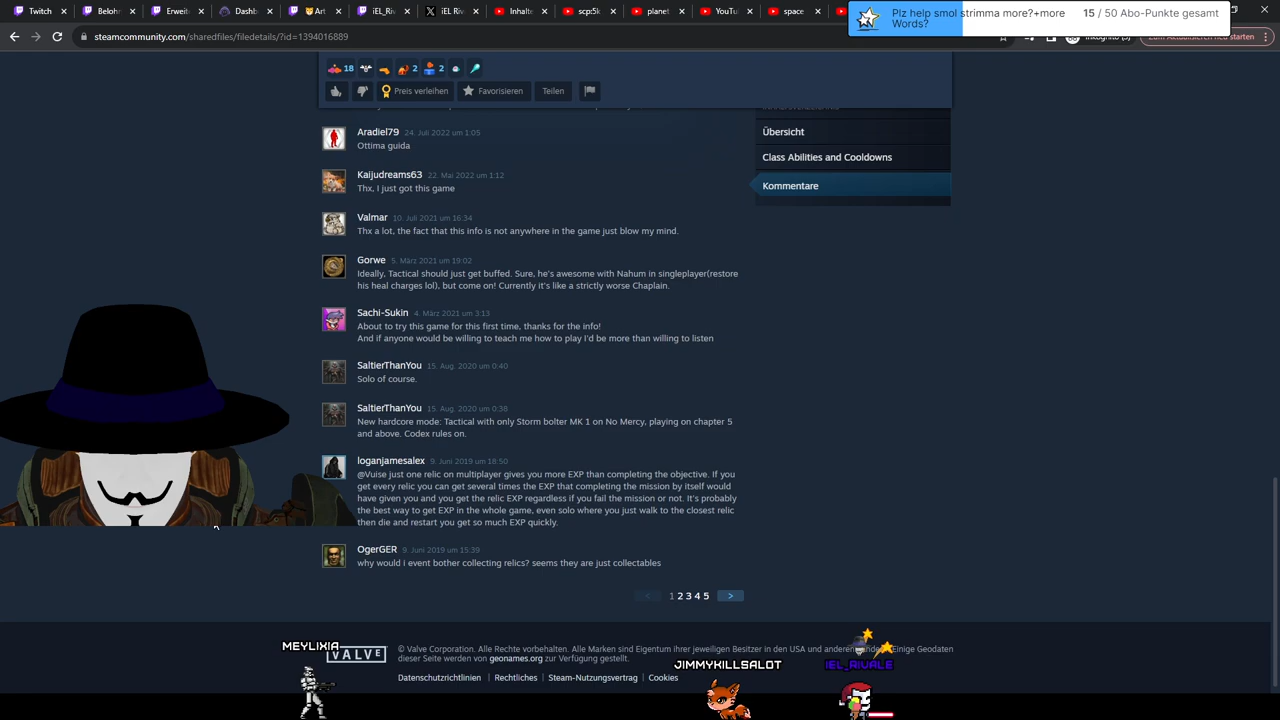 Twitch
Beloh
Erweit
Dashb
Art
iEL_Ri
iEL Ri
Inhalte
scp5k
planet
YouTu
space
Plz help smol strimma more?+more
Words?
15 / 50 Abo-Punkte gesamt
steamcommunity.com/sharedfiles/filedetails/?id=1394016889
18
2
2
Preis verleihen
Favorisieren
Teilen
Übersicht
Class Abilities and Cooldowns
Kommentare
Aradiel79 24. Juli 2022 um 1:05
Ottima guida
Kaijudreams63 22. Mai 2022 um 1:12
Thx, I just got this game
Valmar 10. Juli 2021 um 16:34
Thx a lot, the fact that this info is not anywhere in the game just blow my mind.
Gorwe 5. März 2021 um 19:02
Ideally, Tactical should just get buffed. Sure, he's awesome with Nahum in singleplayer(restore
his heal charges lol), but come on! Currently it's like a strictly worse Chaplain.
Sachi-Sukin 4. März 2021 um 3:13
About to try this game for this first time, thanks for the info!
And if anyone would be willing to teach me how to play I'd be more than willing to listen
SaltierThanYou 15. Aug. 2020 um 0:40
Solo of course.
SaltierThanYou 15. Aug. 2020 um 0:38
New hardcore mode: Tactical with only Storm bolter MK 1 on No Mercy, playing on chapter 5
and above. Codex rules on.
loganjamesalex 9. Juni 2019 um 18:50
@Vuise just one relic on multiplayer gives you more EXP than completing the objective. If you
get every relic you can get several times the EXP that completing the mission by itself would
have given you and you get the relic EXP regardless if you fail the mission or not. It's probably
the best way to get EXP in the whole game, even solo where you just walk to the closest relic
then die and restart you get so much EXP quickly.
OgerGER 9. Juni 2019 um 15:39
why would i event bother collecting relics? seems they are just collectables
< 1 2 3 4 5 >
MEYLIXIA
VALVE
© Valve Corporation. Alle Rechte vorbehalten. Alle Marken sind Eigentum ihrer jeweiligen Besitzer in den USA und anderen Einige Geodaten
dieser Seite werden von geonames.org zur Verfügung gestellt.
JIMMYKILLSALOT
IEL_RIVALE
Datenschutzrichtlinien | Rechtliches | Steam-Nutzungsvertrag | Cookies